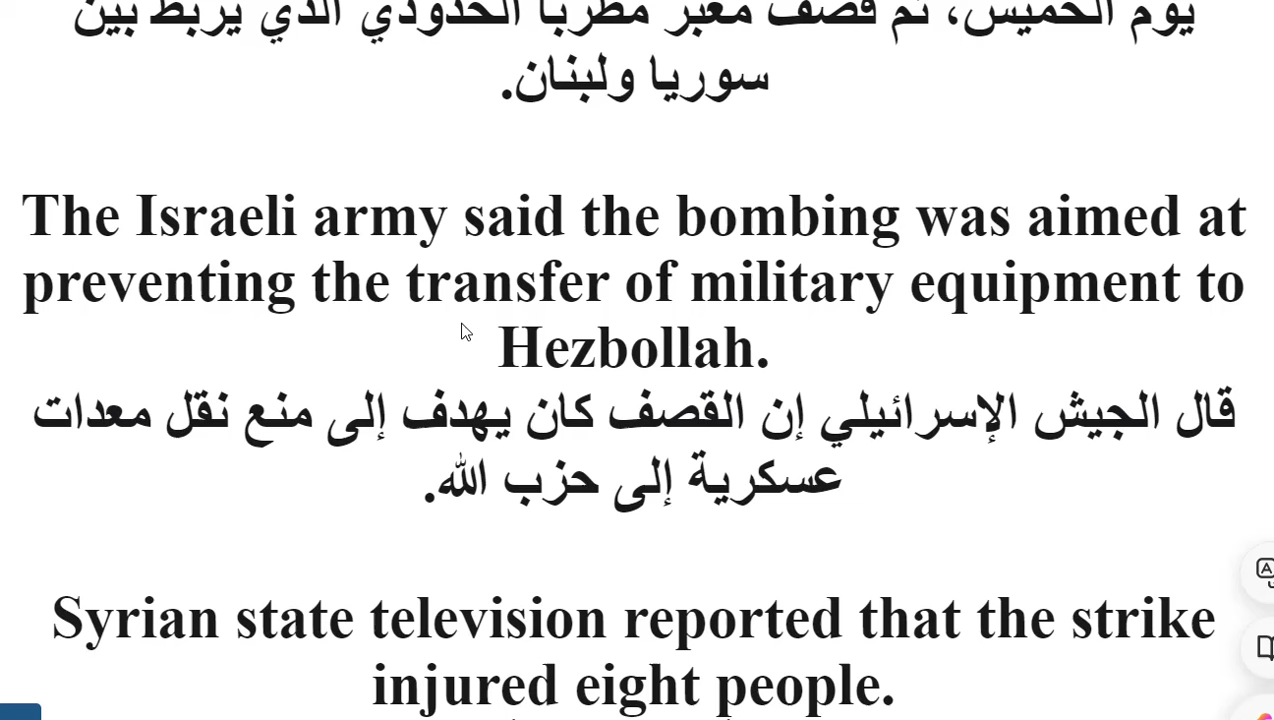 يوم الخميس، تم قصف معبر مطربا الحدودي الذي يربط بين
سوريا ولبنان.
The Israeli army said the bombing was aimed at
preventing the transfer of military equipment to
Hezbollah.
قال الجيش الإسرائيلي إن القصف كان يهدف إلى منع نقل معدات
عسكرية إلى حزب الله.
Syrian state television reported that the strike
injured eight people.